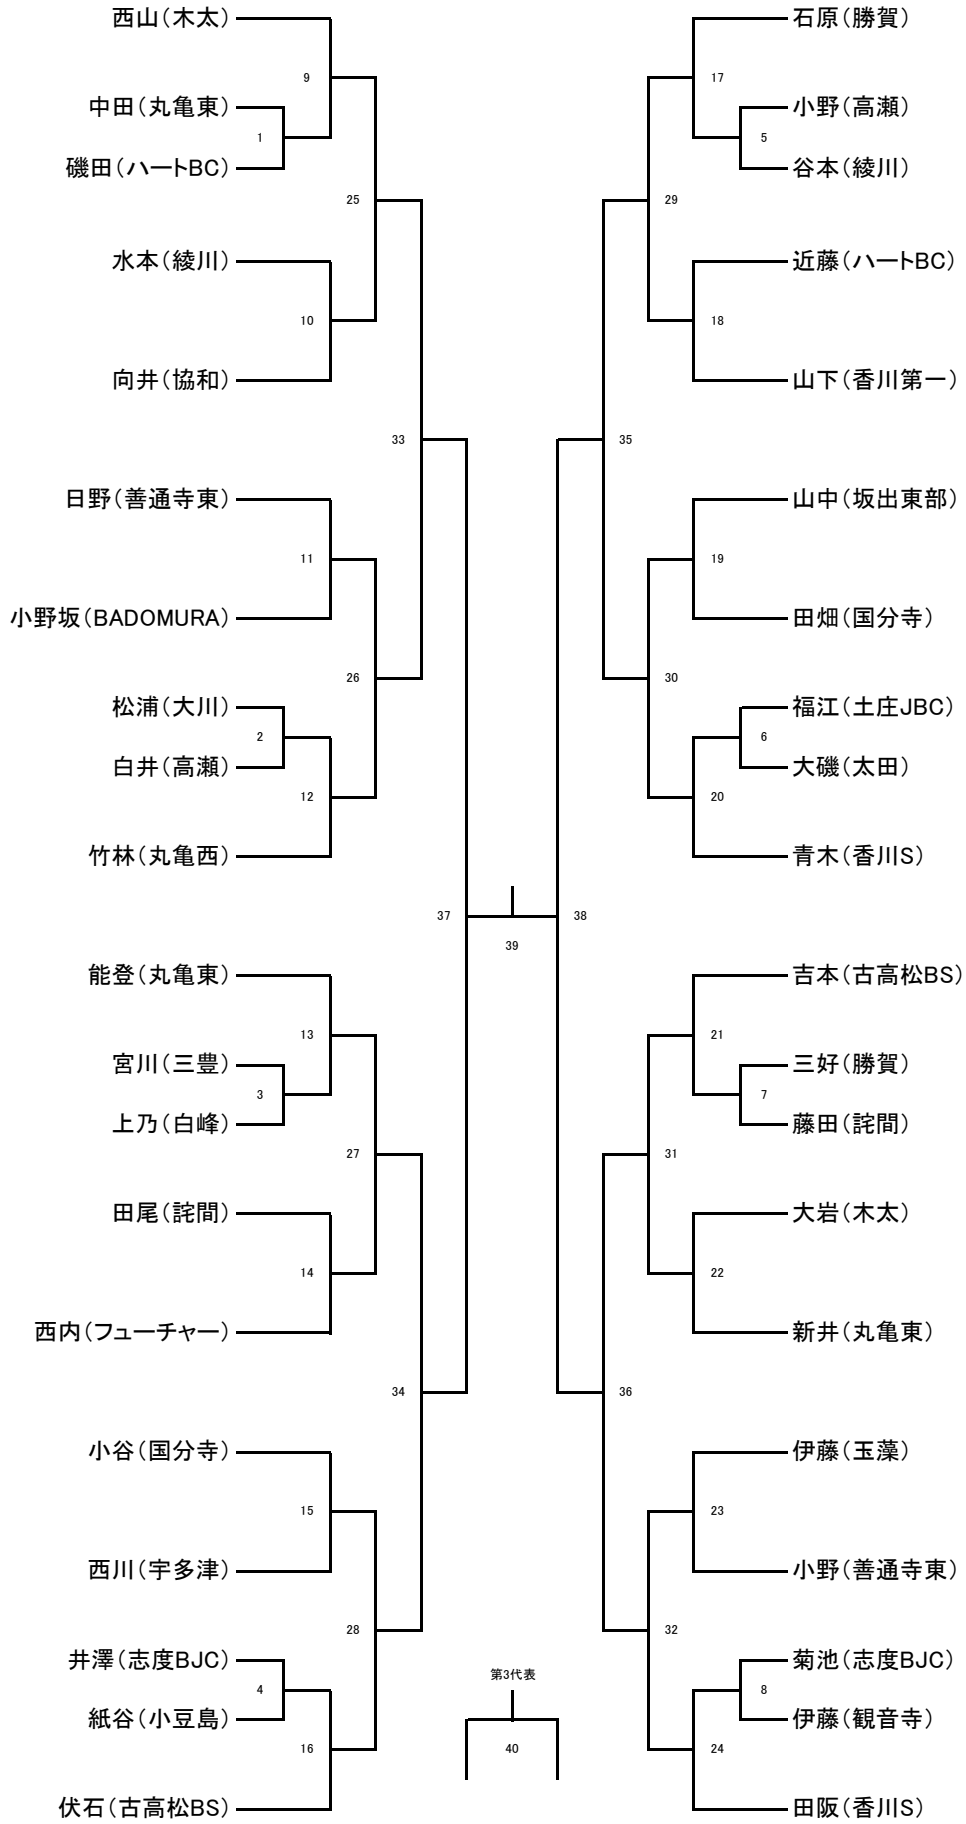 西山（木太）
9
中田（丸亀東）
1
磯田（ハートBC）
25
水本（綾川）
10
向井（協和）
33
日野（善通寺東）
11
小野坂（BADOMURA）
26
松浦（大川）
2
白井（高瀬）
12
竹林（丸亀西）
37
能登（丸亀東）
13
宮川（三豊）
3
上乃（白峰）
27
田尾（詫間）
14
西内（フューチャー）
34
小谷（国分寺）
15
西川（宇多津）
28
井澤（志度BJC）
4
紙谷（小豆島）
16
伏石（古高松BS）
39
第3代表
40
石原（勝賀）
17
小野（高瀬）
5
谷本（綾川）
29
近藤（ハートBC）
18
山下（香川第一）
35
山中（坂出東部）
19
田畑（国分寺）
30
福江（土庄JBC）
6
大磯（太田）
20
青木（香川S）
38
吉本（古高松BS）
21
三好（勝賀）
7
藤田（詫間）
31
大岩（木太）
22
新井（丸亀東）
36
伊藤（玉藻）
23
小野（善通寺東）
32
菊池（志度BJC）
8
伊藤（観音寺）
24
田阪（香川S）